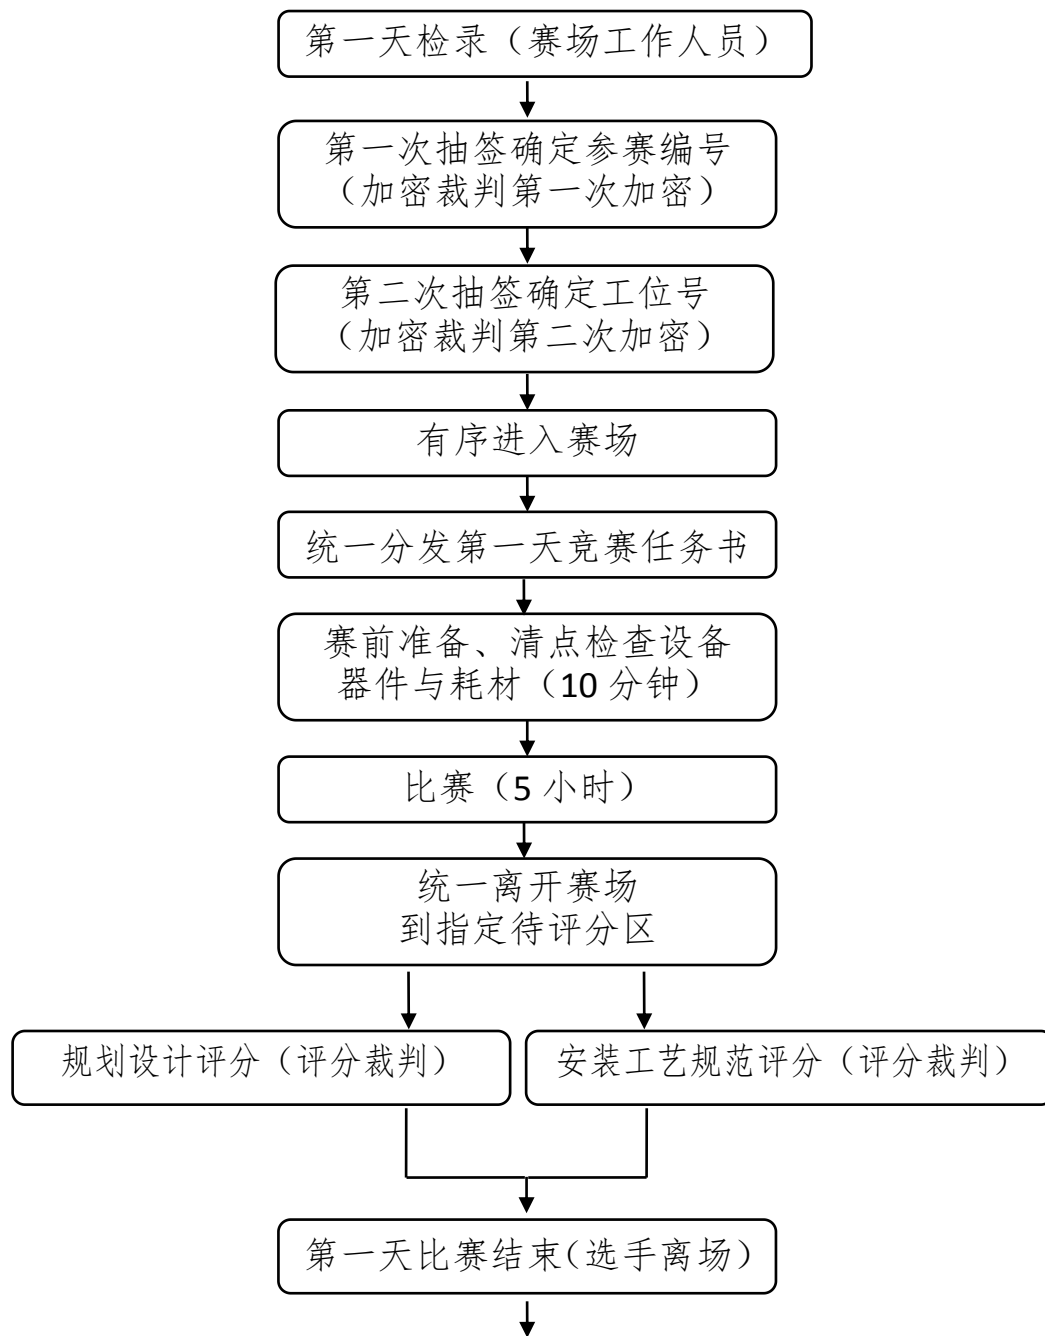 第一天检录（赛场工作人员）
第一次抽签确定参赛编号
（加密裁判第一次加密）
第二次抽签确定工位号
（加密裁判第二次加密）
有序进入赛场
统一分发第一天竞赛任务书
赛前准备、清点检查设备
器件与耗材（10 分钟）
比赛（5 小时）
统一离开赛场
到指定待评分区
规划设计评分（评分裁判）
安装工艺规范评分（评分裁判）
第一天比赛结束（选手离场）